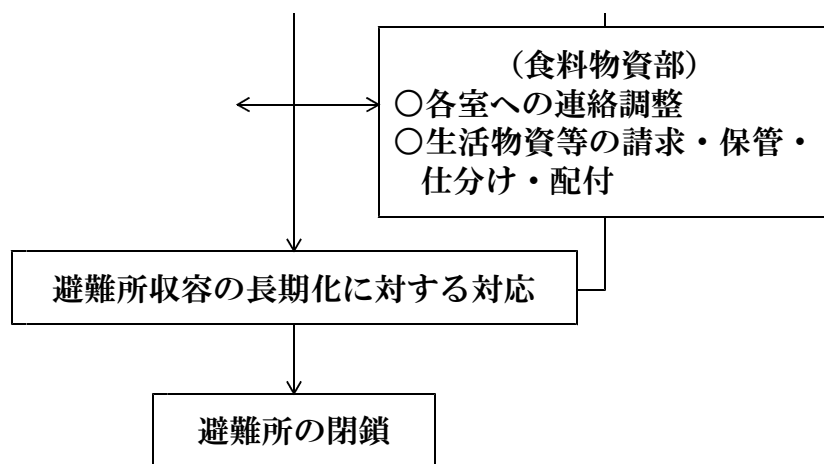 （食料物資部）
○各室への連絡調整
○生活物資等の請求・保管・
仕分け・配付
避難所収容の長期化に対する対応
避難所の閉鎖